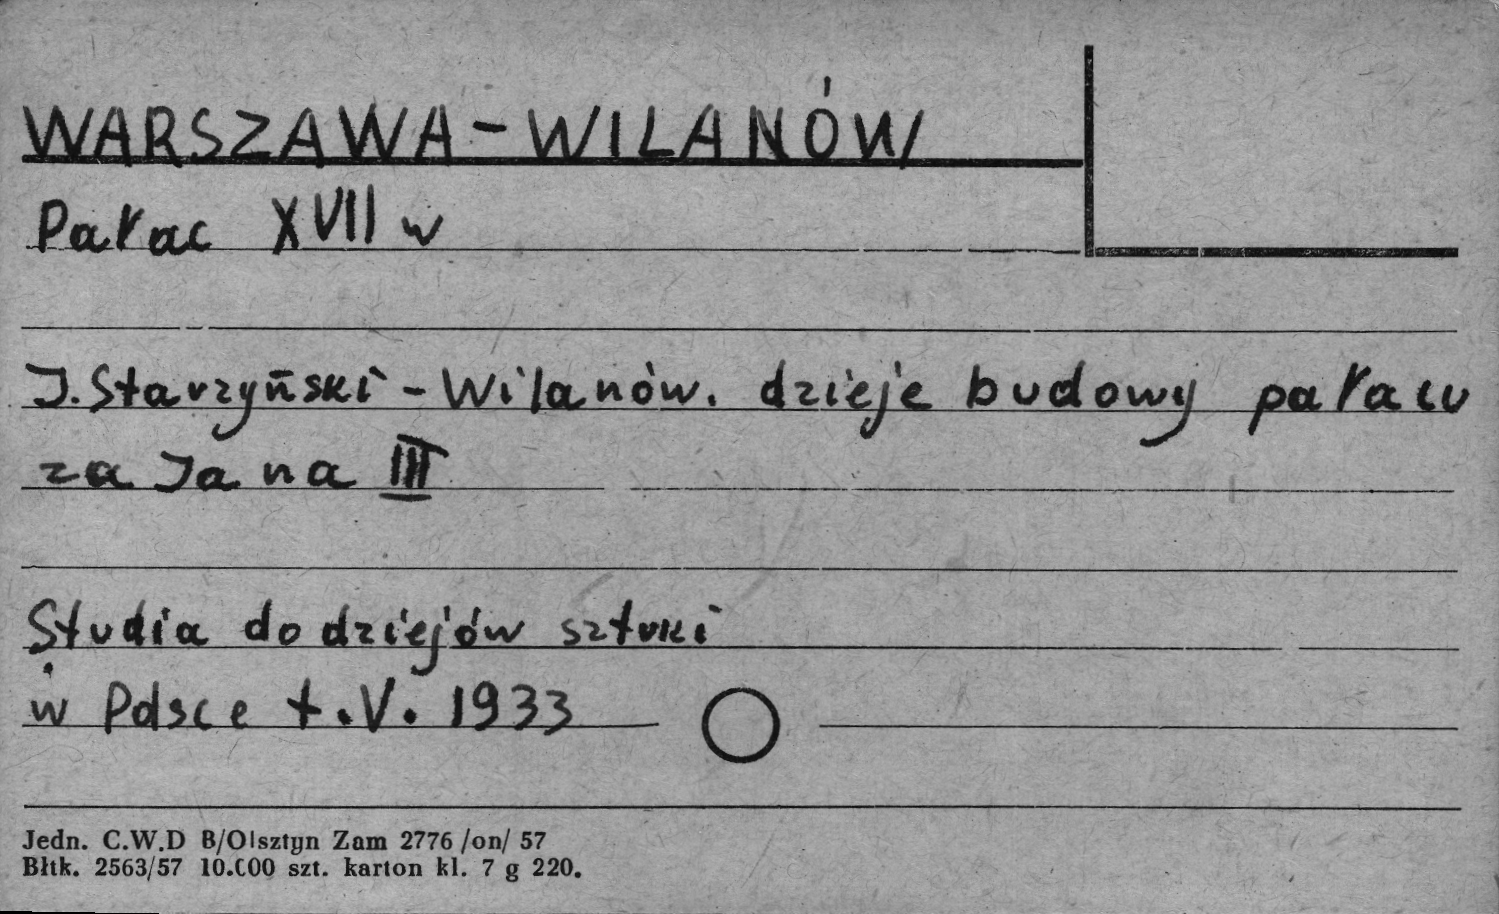 WARSZAWA-WILANÓW
Pałac XVII w
J. Starzyński - Wilanów. dzieje budowy pałacu
za Jana III
Studia do dziejów sztuki
w Polsce t.V. 1933
Jedn. C.W.D B/Olsztyn Zam 2776 /on/ 57
Błtk. 2563/57 10.000 szt. karton kl. 7 g 220.